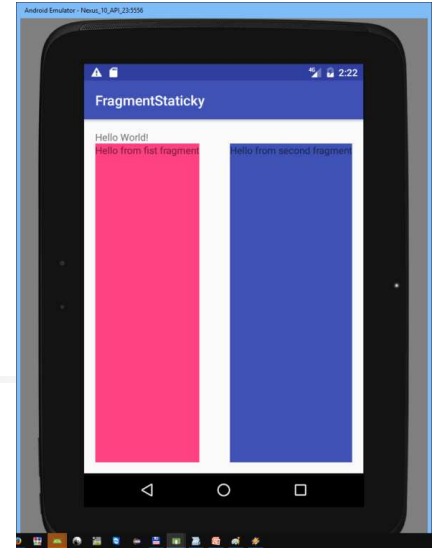 Android Emulator - Nexus_10_API_23:5556
2:22
FragmentStaticky
Hello World!
Hello from fist fragment
Hello from second fragment